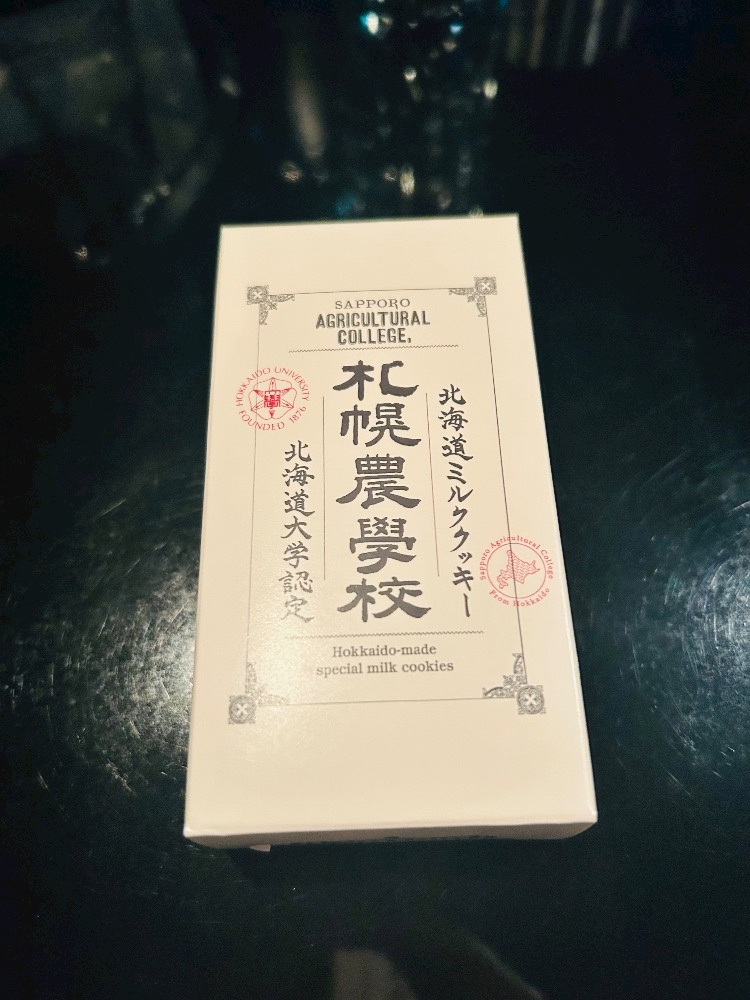 SAPPORO
AGRICULTURAL
COLLEGE,
北海道ミルククッキー
札幌農學校
北海道大学認定
HOKKAIDO UNIVERSITY
FOUNDED 1876
Sapporo Agricultural College
From Hokkaido
Hokkaido-made
special milk cookies